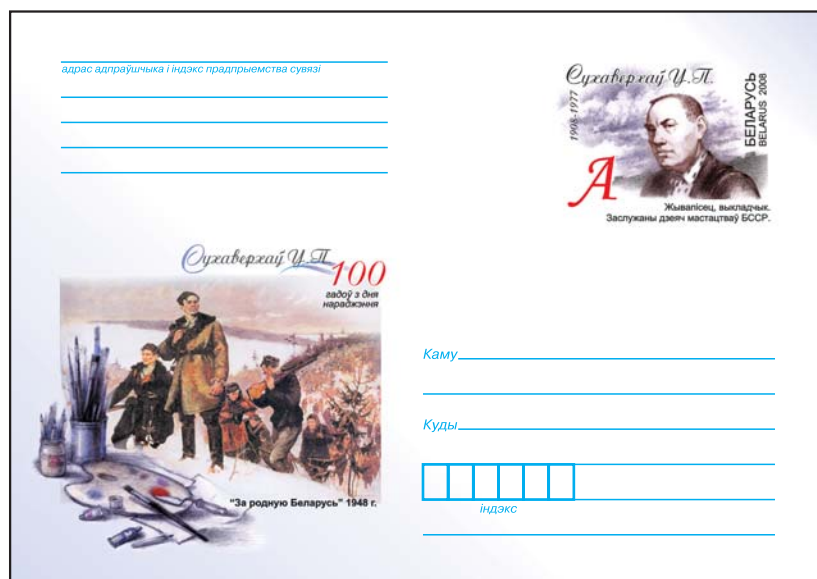 адрас адпраўшчыка і індэкс прадпрыемства сувязі
Сухаверхаў У.П.
1908-1977
БЕЛАРУСЬ
BELARUS 2008
А
Жывапісец, выкладчык.
Заслужаны дзеяч мастацтваў БССР.
Сухаверхаў У.П.
100
гадоў з дня
нараджэння
"За родную Беларусь" 1948 г.
Каму
Куды
індэкс